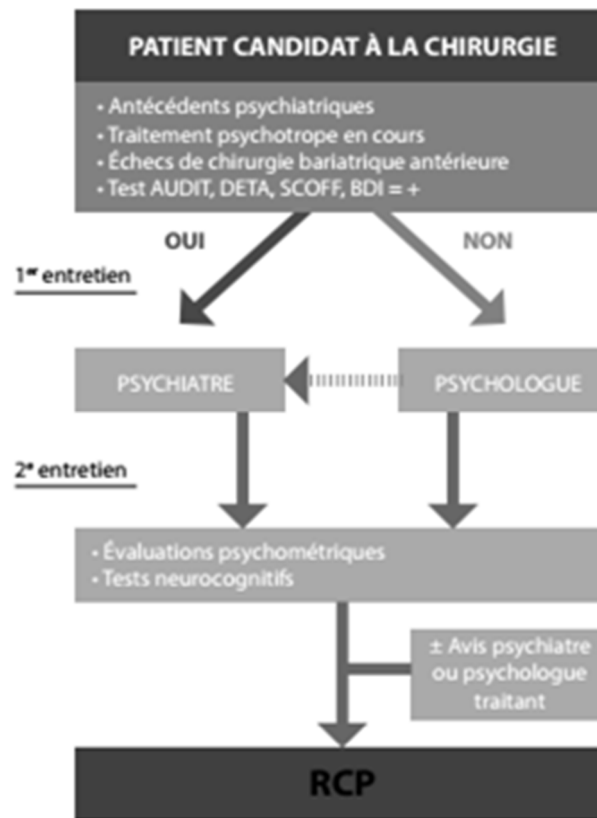 PATIENT CANDIDAT À LA CHIRURGIE
• Antécédents psychiatriques
• Traitement psychotrope en cours
• Échecs de chirurgie bariatrique antérieure
• Test AUDIT, DETA, SCOFF, BDI = +
OUI
NON
1er entretien
PSYCHIATRE
PSYCHOLOGUE
2e entretien
• Évaluations psychométriques
• Tests neurocognitifs
± Avis psychiatre
ou psychologue
traitant
RCP